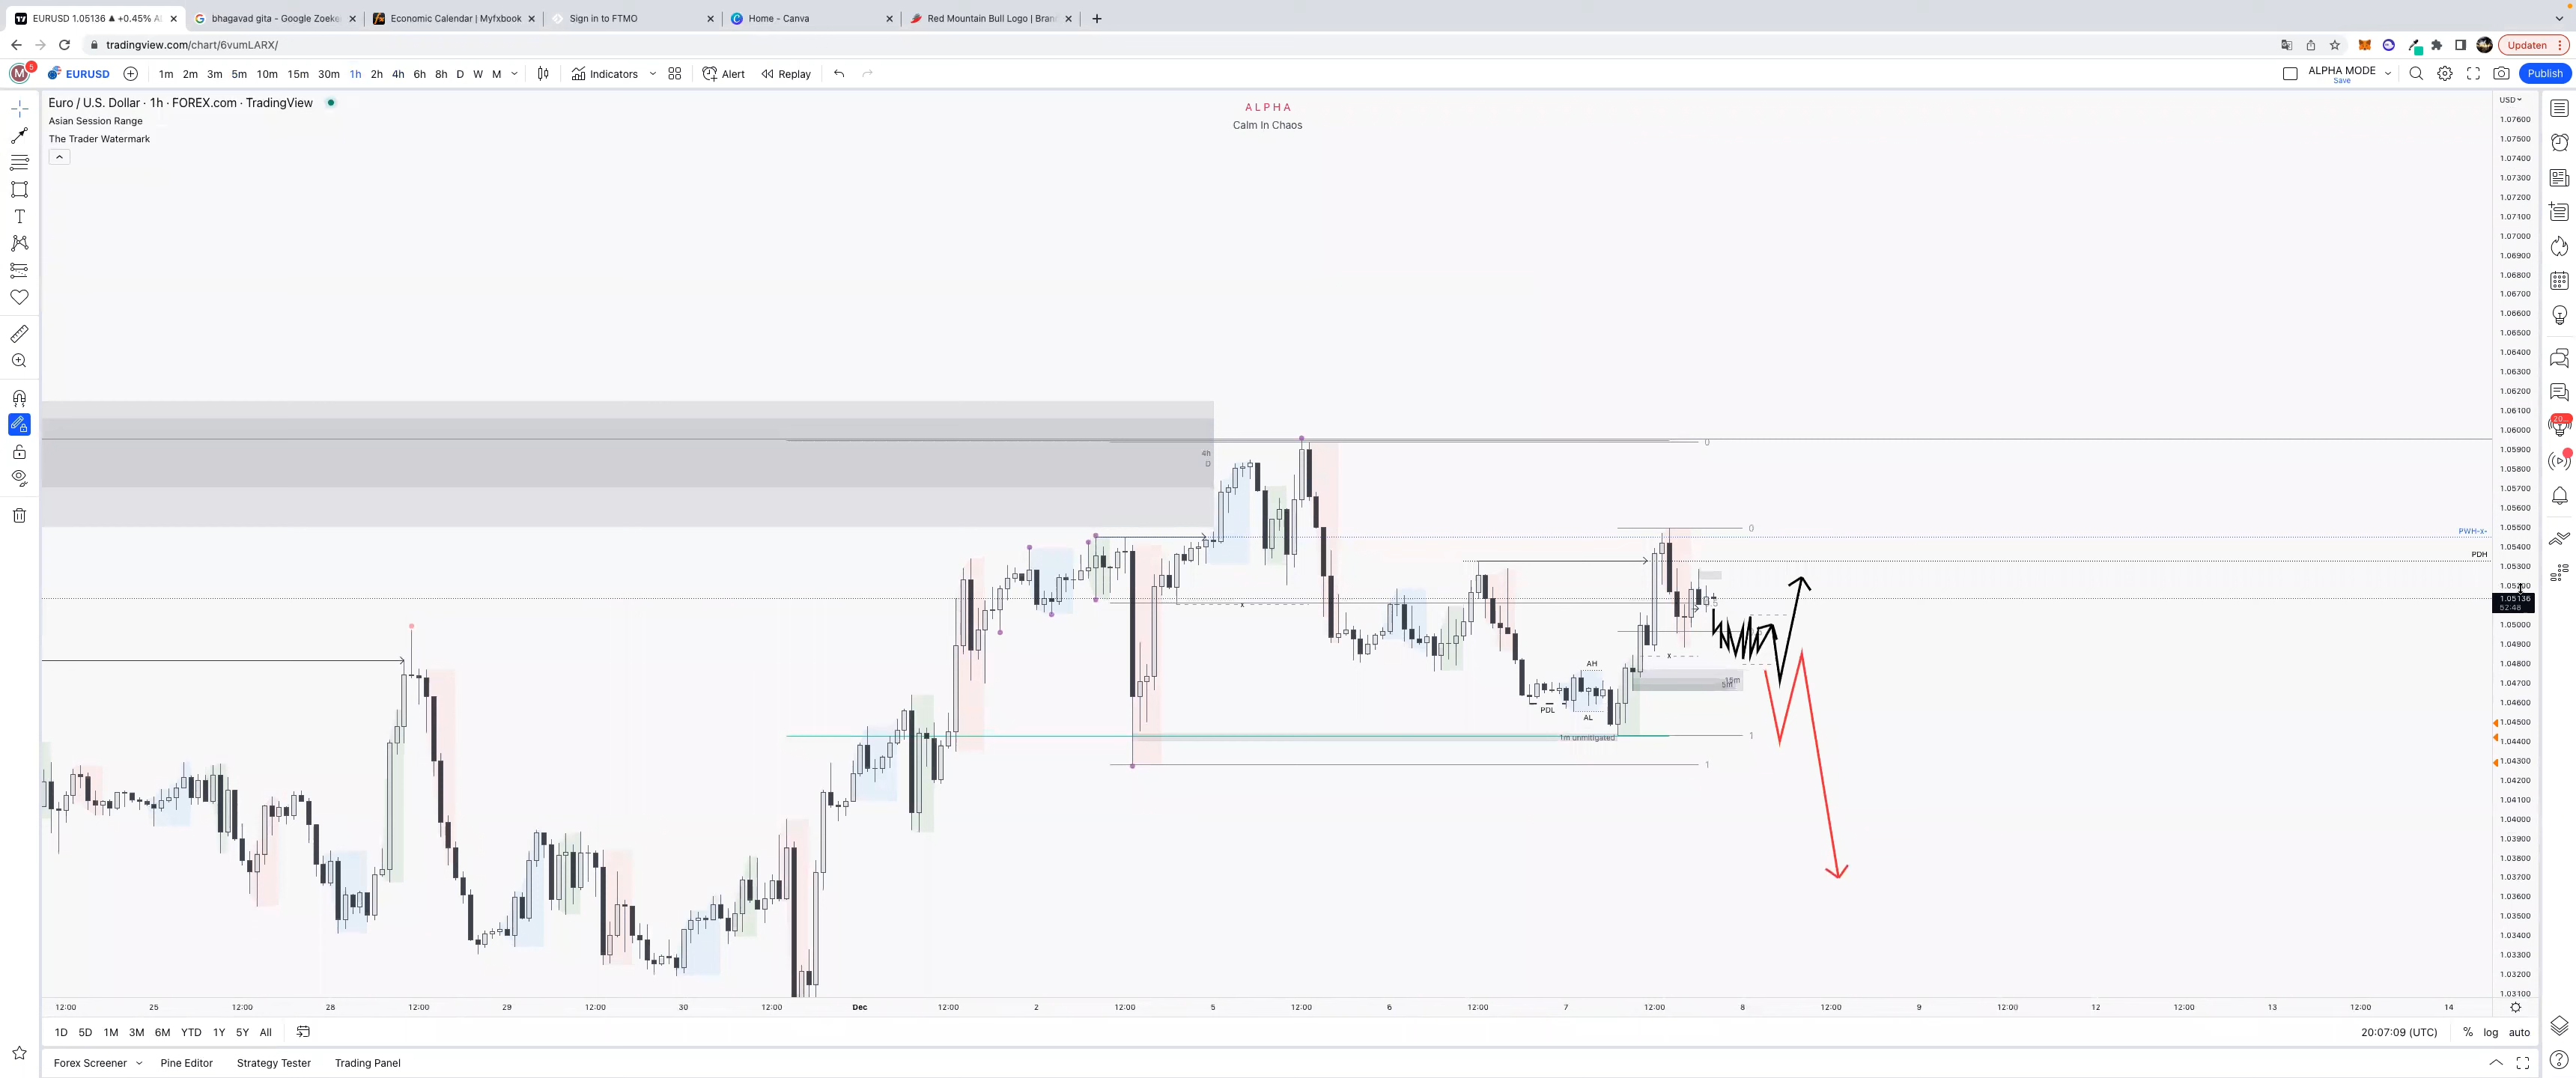 EURUSD 1.05136 ▲ +0.45% Al
bhagavad gita - Google Zoeke
Economic Calendar | Myfxbook
Sign in to FTMO
Home - Canva
Red Mountain Bull Logo | Bran
tradingview.com/chart/6vumLARX/
Updaten
M 5 EURUSD 1m 2m 3m 5m 10m 15m 30m 1h 2h 4h 6h 8h D W M Indicators Alert Replay
ALPHA MODE
Save
Publish
Euro / U.S. Dollar · 1h · FOREX.com · TradingView
Asian Session Range
The Trader Watermark
ALPHA
Calm In Chaos
USD
1.07600
1.07500
1.07400
1.07300
1.07200
1.07100
1.07000
1.06900
1.06800
1.06700
1.06600
1.06500
1.06400
1.06300
1.06200
1.06100
1.06000
1.05900
1.05800
1.05700
1.05600
1.05500
1.05400
1.05300
1.05136
52:48
1.05000
1.04900
1.04800
1.04700
1.04600
1.04500
1.04400
1.04300
1.04200
1.04100
1.04000
1.03900
1.03800
1.03700
1.03600
1.03500
1.03400
1.03300
1.03200
1.03100
4h
D
0
0
PWH-x-
PDH
x
x
AH
15m
5m
PDL
AL
1m unmitigated
1
1
12:00 25 12:00 28 12:00 29 12:00 30 12:00 Dec 12:00 2 12:00 5 12:00 6 12:00 7 12:00 8 12:00 9 12:00 12 12:00 13 12:00 14
1D 5D 1M 3M 6M YTD 1Y 5Y All
20:07:09 (UTC) % log auto
Forex Screener Pine Editor Strategy Tester Trading Panel